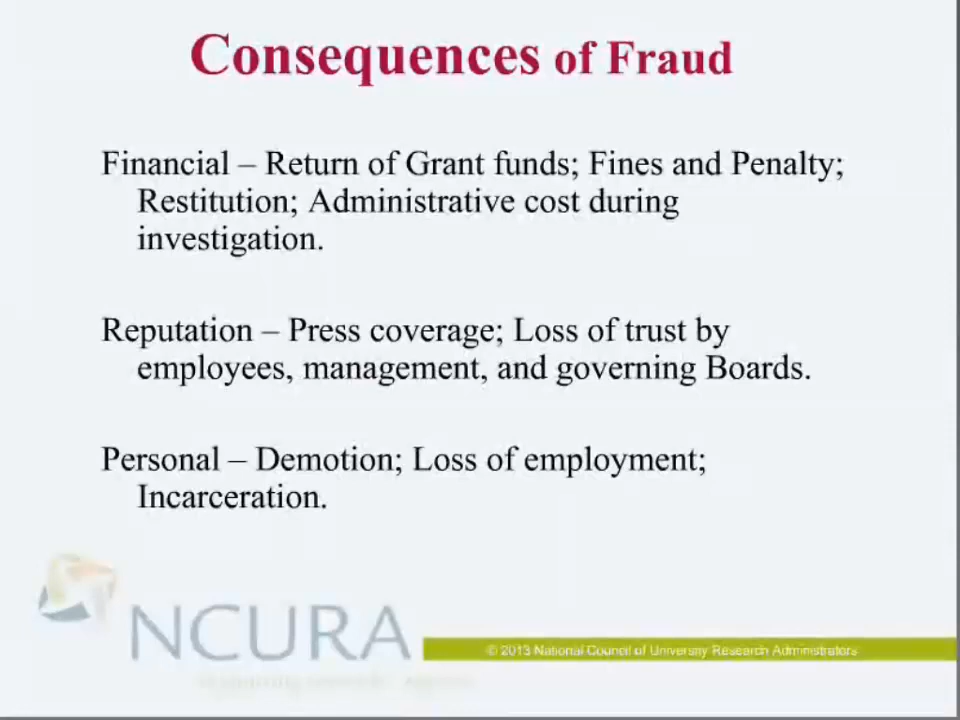 Consequences of Fraud
Financial – Return of Grant funds; Fines and Penalty;
Restitution; Administrative cost during
investigation.
Reputation – Press coverage; Loss of trust by
employees, management, and governing Boards.
Personal – Demotion; Loss of employment;
Incarceration.
NCURA
© 2013 National Council of University Research Administrators